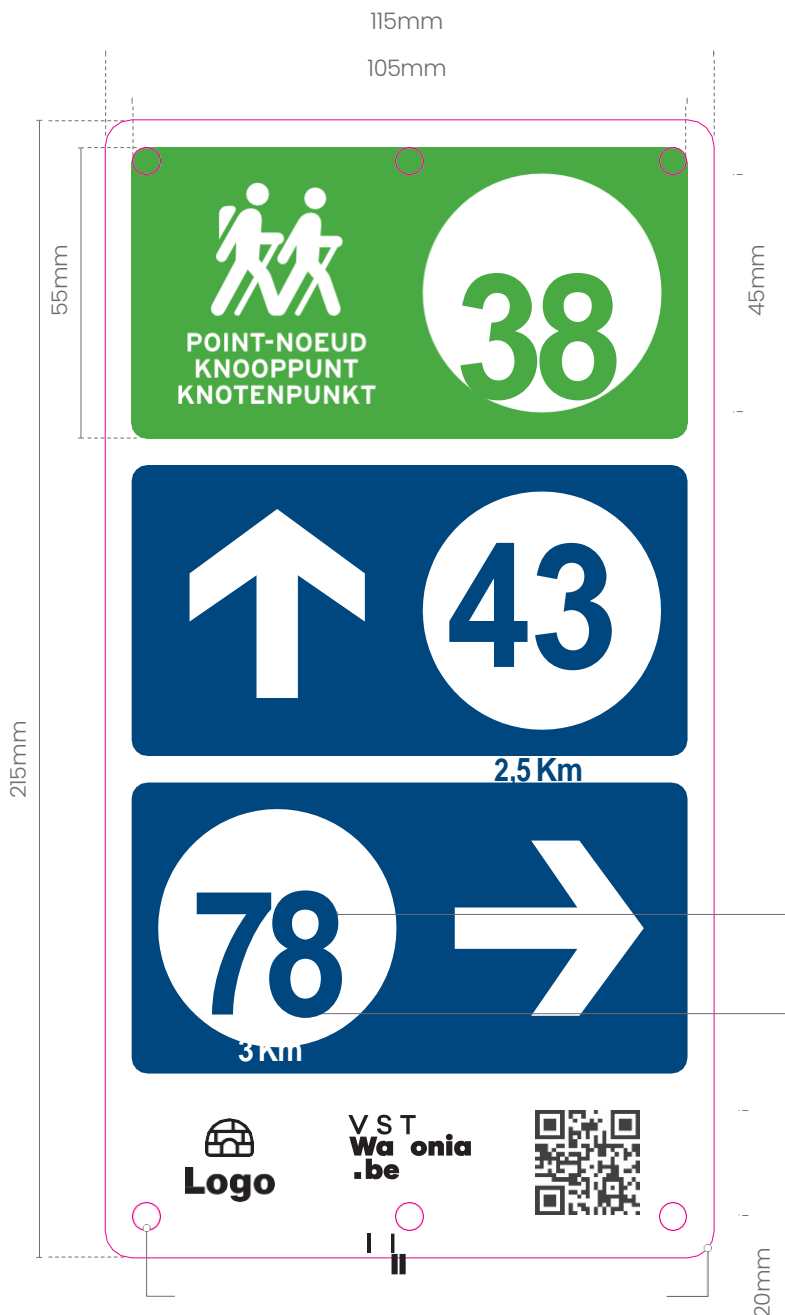 115mm
105mm
55mm
45mm
38
POINT-NOEUD
KNOOPPUNT
KNOTENPUNKT
43
2,5 Km
215mm
78
3 Km
Logo
V S T
Wa onia
.be
20mm